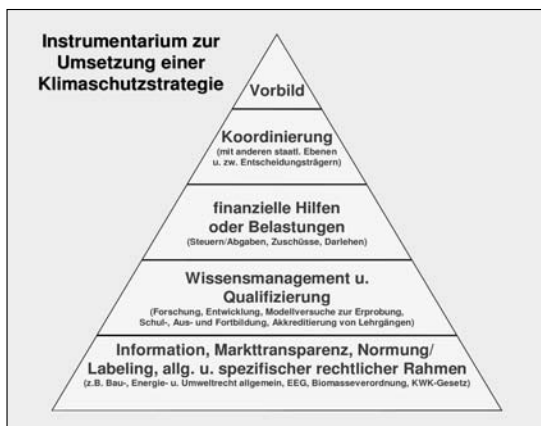 Instrumentarium zur
Umsetzung einer
Klimaschutzstrategie
Vorbild
Koordinierung
(mit anderen staatl. Ebenen
u. zw. Entscheidungsträgern)
finanzielle Hilfen
oder Belastungen
(Steuern/Abgaben, Zuschüsse, Darlehen)
Wissensmanagement u.
Qualifizierung
(Forschung, Entwicklung, Modellversuche zur Erprobung,
Schul-, Aus- und Fortbildung, Akkreditierung von Lehrgängen)
Information, Markttransparenz, Normung/
Labeling, allg. u. spezifischer rechtlicher Rahmen
(z.B. Bau-, Energie- u. Umweltrecht allgemein, EEG, Biomasseverordnung, KWK-Gesetz)